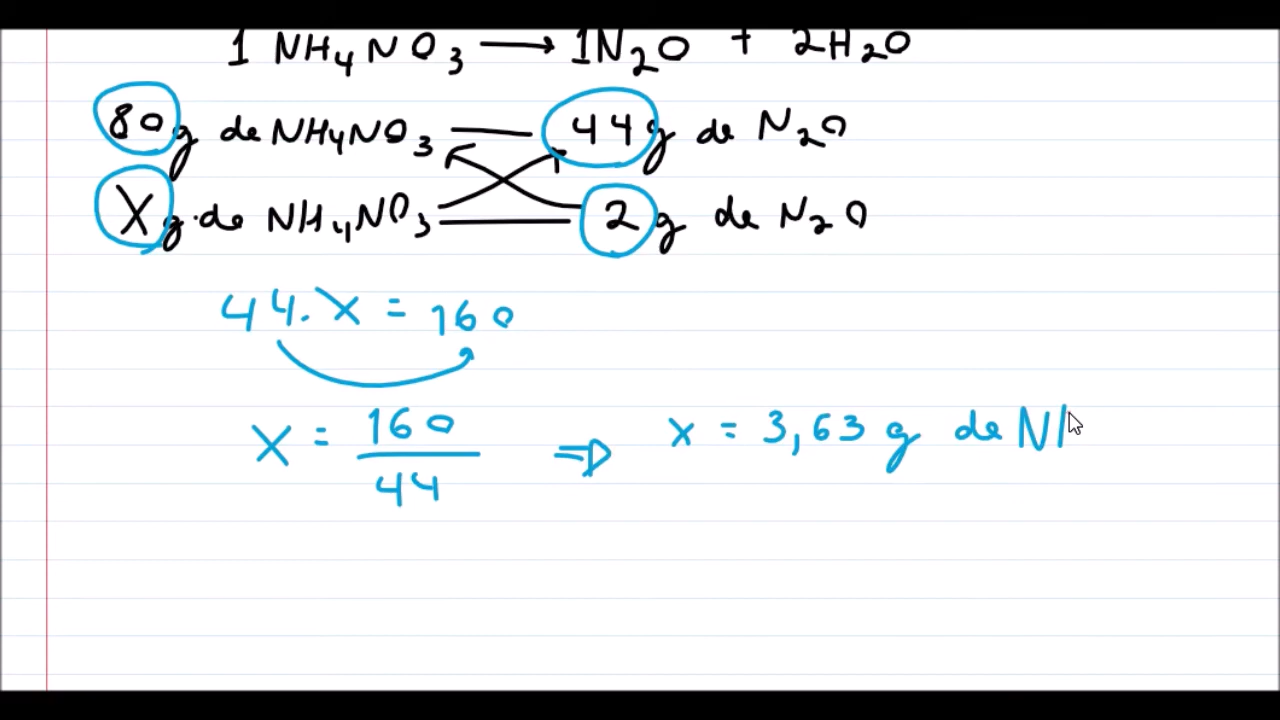 1 NH4NO3 → 1N2O + 2H2O
80g de NH4NO3 — 44g de N2O
Xg. de NH4NO3 = 2g de N2O
44. X = 160
X = 160/44 ⇒ x = 3,63 g de N